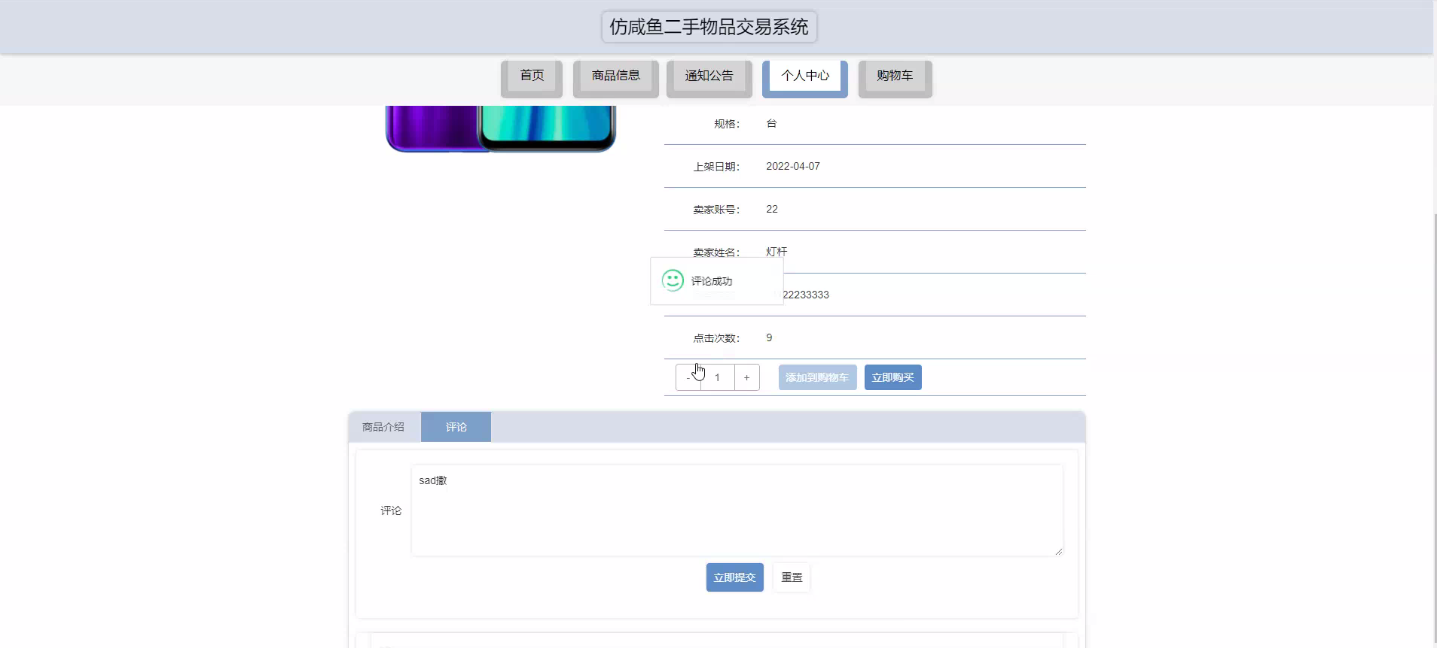 仿咸鱼二手物品交易系统
首页 商品信息 通知公告 个人中心 购物车
规格： 台
上架日期： 2022-04-07
卖家账号： 22
卖家姓名： 灯杆
评论成功
22233333
点击次数： 9
- 1 + 添加到购物车 立即购买
商品介绍 评论
sad撒
评论
立即提交 重置